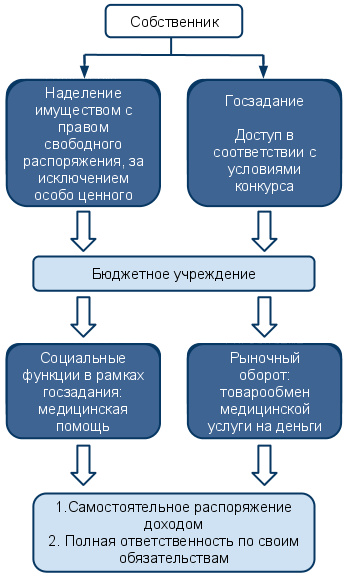 Собственник
Наделение
имуществом с
правом
свободного
распоряжения, за
исключением
особо ценного
Госзадание
Доступ в
соответствии с
условиями
конкурса
Бюджетное учреждение
Социальные
функции в рамках
госзадания:
медицинская
помощь
Рыночный
оборот:
товарообмен
медицинской
услуги на деньги
1.Самостоятельное распоряжение
доходом
2. Полная ответственность по своим
обязательствам